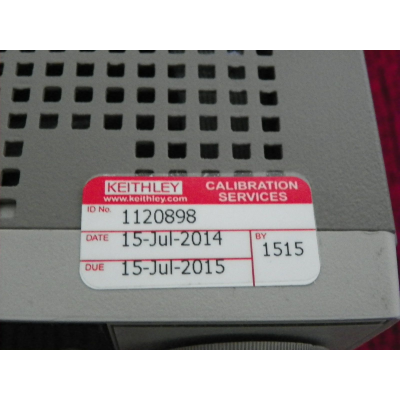 KEITHLEY CALIBRATION
www.keithley.com SERVICES
ID No. 1120898
DATE 15-Jul-2014 BY
DUE 15-Jul-2015 1515